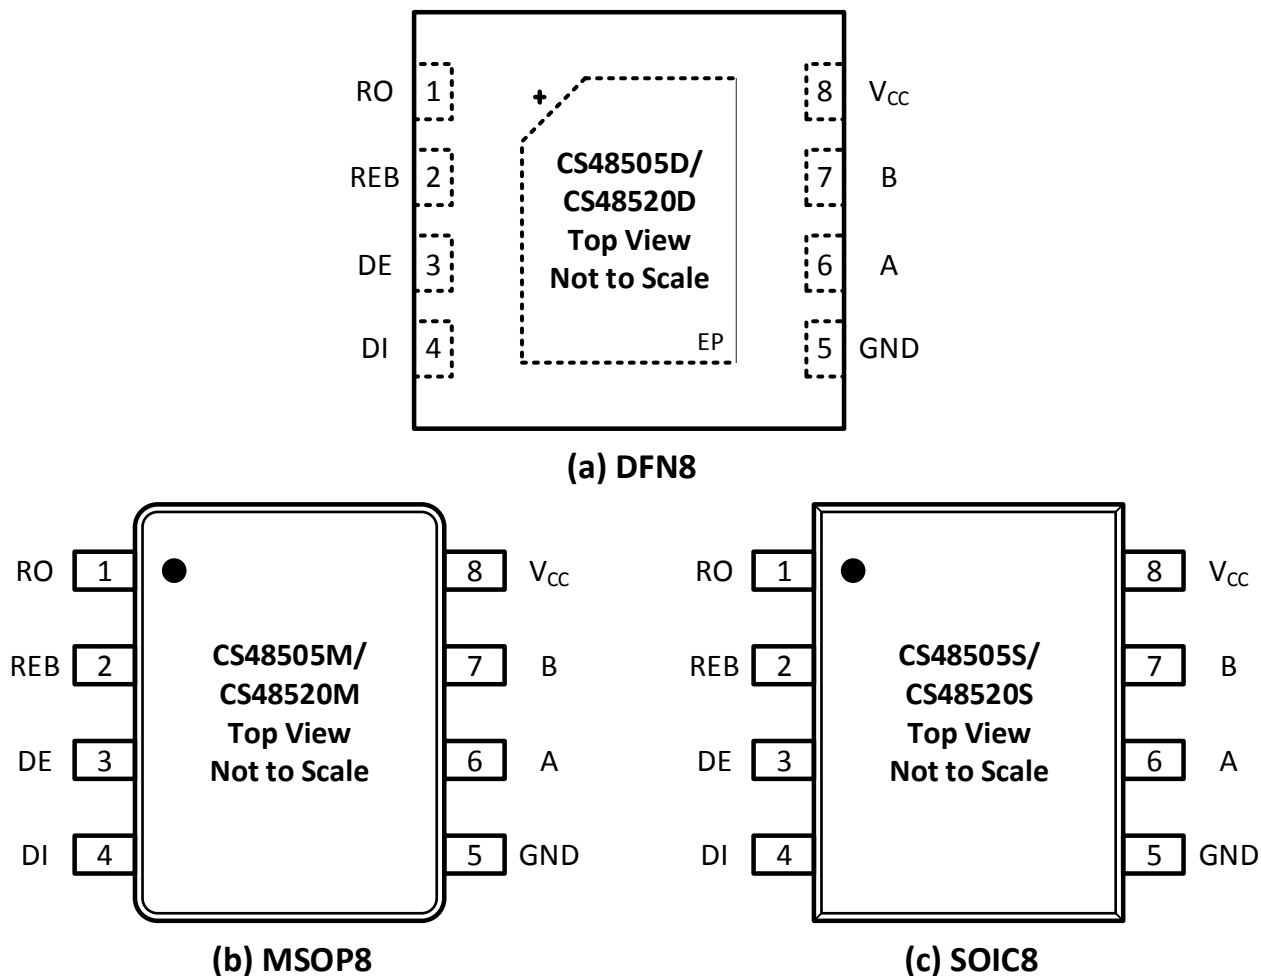 RO 1 8 VCC
REB 2 7 B
DE 3 6 A
DI 4 5 GND
+
CS48505D/
CS48520D
Top View
Not to Scale
EP
(a) DFN8
RO 1 8 VCC
REB 2 7 B
DE 3 6 A
DI 4 5 GND
CS48505M/
CS48520M
Top View
Not to Scale
(b) MSOP8
RO 1 8 VCC
REB 2 7 B
DE 3 6 A
DI 4 5 GND
CS48505S/
CS48520S
Top View
Not to Scale
(c) SOIC8